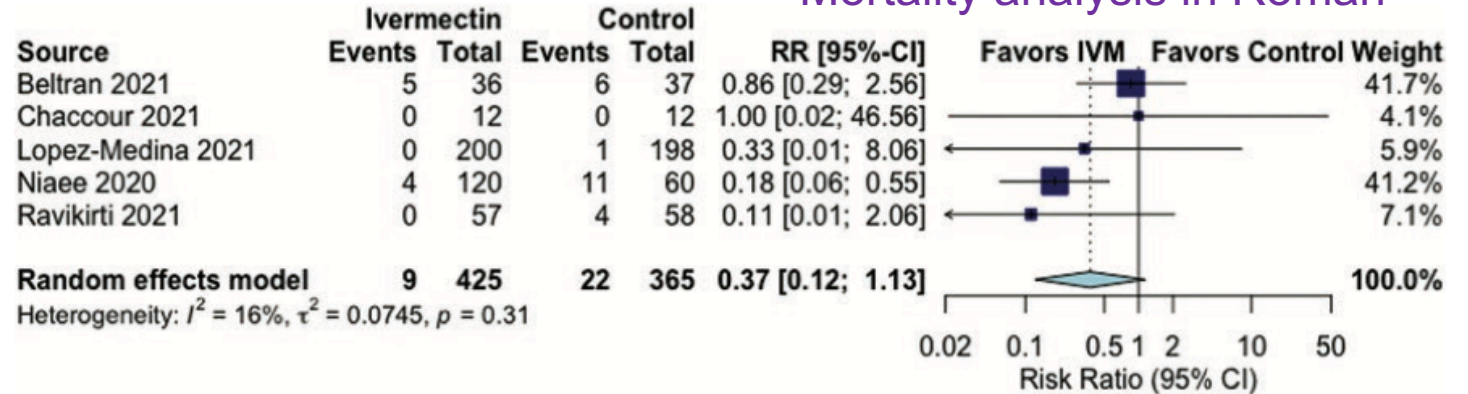 Mortality analysis in Roman
Ivermectin Control
Source Events Total Events Total RR [95%-CI] Favors IVM Favors Control Weight
Beltran 2021 5 36 6 37 0.86 [0.29; 2.56] 41.7%
Chaccour 2021 0 12 0 12 1.00 [0.02; 46.56] 4.1%
Lopez-Medina 2021 0 200 1 198 0.33 [0.01; 8.06] 5.9%
Niaee 2020 4 120 11 60 0.18 [0.06; 0.55] 41.2%
Ravikirti 2021 0 57 4 58 0.11 [0.01; 2.06] 7.1%
Random effects model 9 425 22 365 0.37 [0.12; 1.13] 100.0%
Heterogeneity: I² = 16%, τ² = 0.0745, p = 0.31
0.02 0.1 0.5 1 2 10 50
Risk Ratio (95% CI)